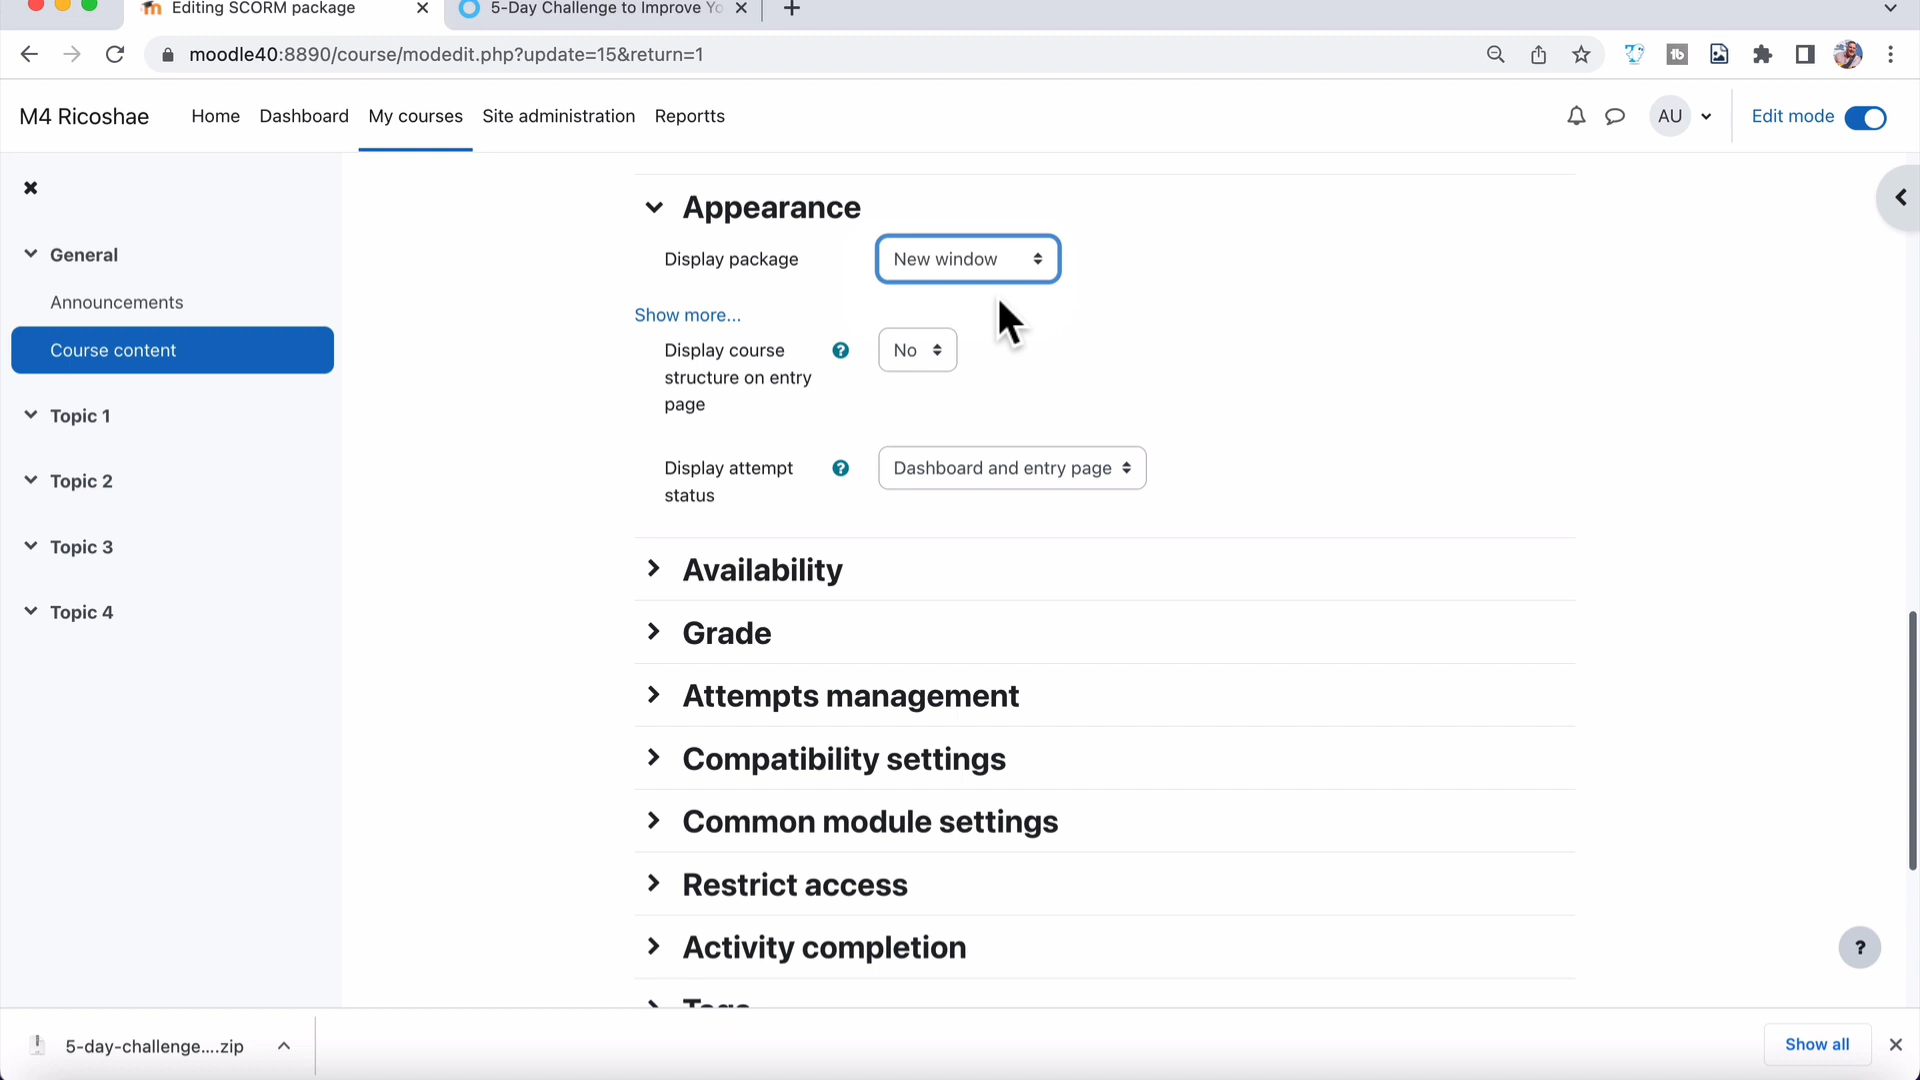 Editing SCORM package
5-Day Challenge to Improve Yo
moodle40:8890/course/modedit.php?update=15&return=1
M4 Ricoshae
Home
Dashboard
My courses
Site administration
Reportts
AU
Edit mode
General
Announcements
Course content
Topic 1
Topic 2
Topic 3
Topic 4
Appearance
Display package
New window
Show more...
Display course
structure on entry
page
?
No
Display attempt
status
?
Dashboard and entry page
Availability
Grade
Attempts management
Compatibility settings
Common module settings
Restrict access
Activity completion
Tags
?
5-day-challenge....zip
Show all